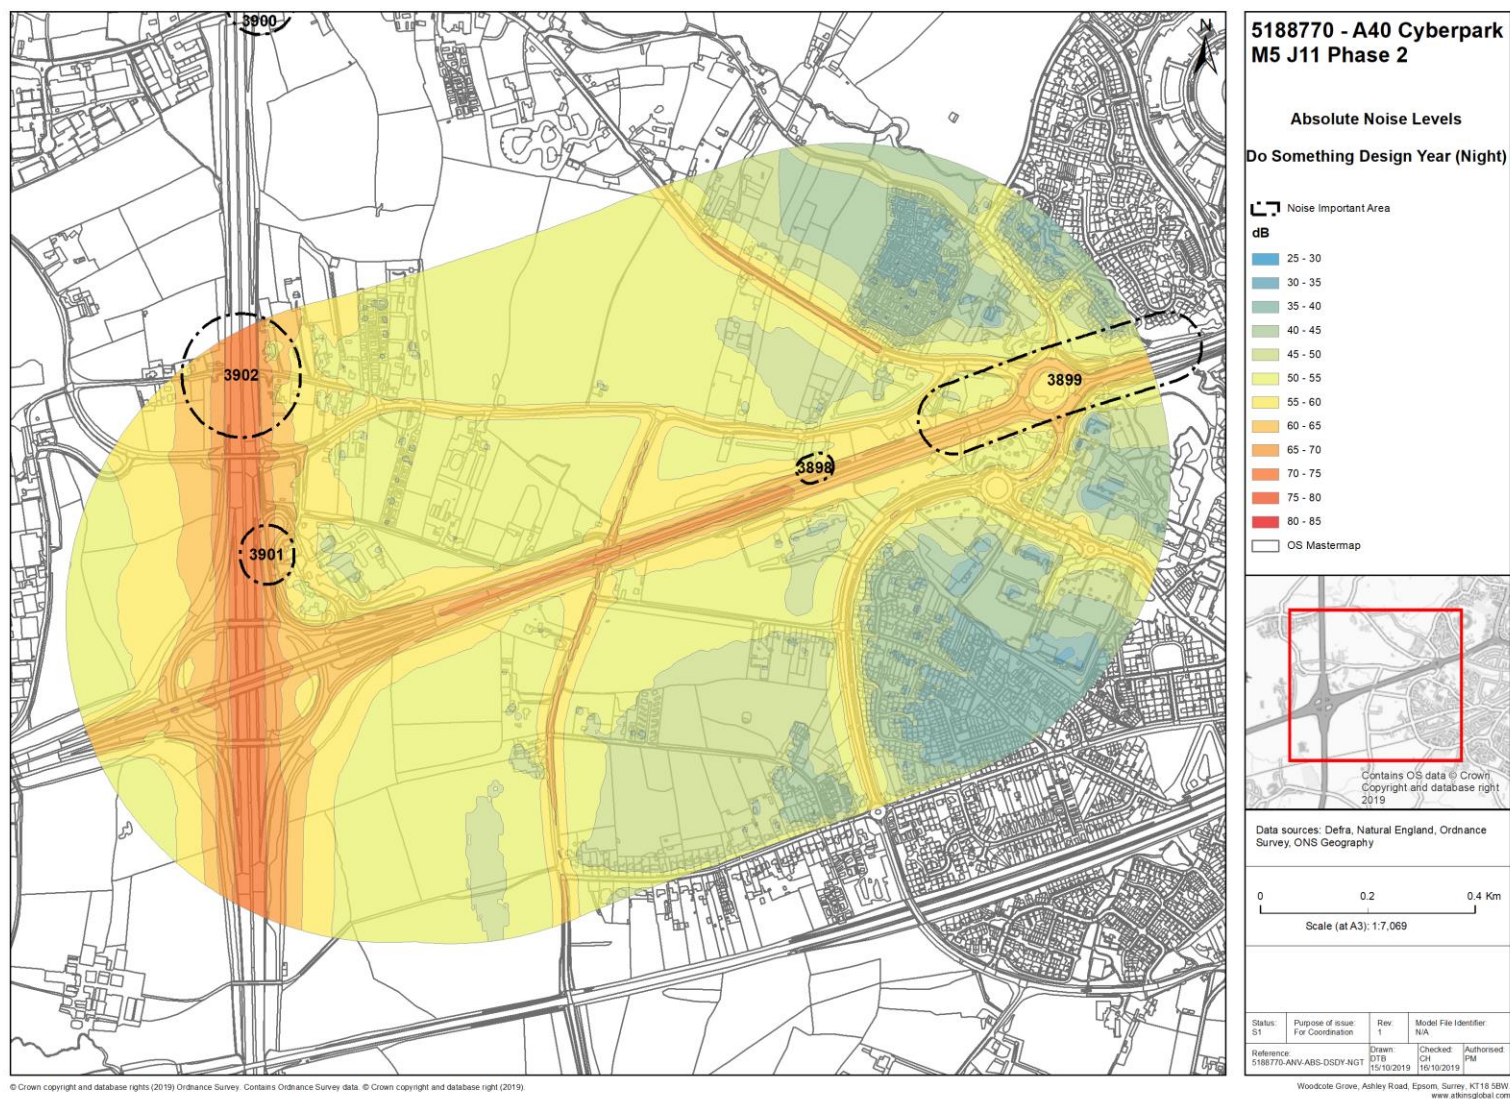 3900
3902
3899
3898
3901
N
5188770 - A40 Cyberpark
M5 J11 Phase 2
Absolute Noise Levels
Do Something Design Year (Night)
Noise Important Area
dB
25 - 30
30 - 35
35 - 40
40 - 45
45 - 50
50 - 55
55 - 60
60 - 65
65 - 70
70 - 75
75 - 80
80 - 85
OS Mastermap
Contains OS data © Crown
Copyright and database right
2019
Data sources: Defra, Natural England, Ordnance
Survey, ONS Geography
0 0.2 0.4 Km
Scale (at A3): 1:7,069
Status: Purpose of issue: Rev: Model File Identifier:
S1 For Coordination 1 N/A
Reference: Drawn: Checked: Authorised:
5188770-ANV-ABS-DSDY-NGT DTB CH PM
15/10/2019 16/10/2019
© Crown copyright and database rights (2019) Ordnance Survey. Contains Ordnance Survey data. © Crown copyright and database right (2019).
Woodcote Grove, Ashley Road, Epsom, Surrey, KT18 5BW
www.atkinsglobal.com